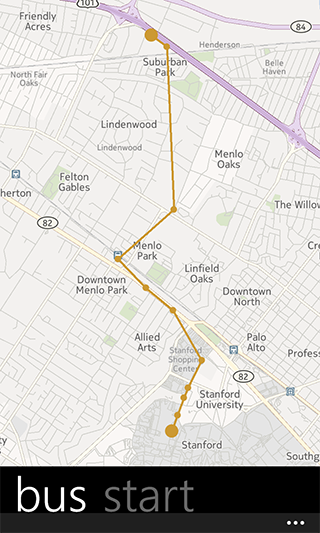 101
Friendly
Acres
84
Henderson
Suburban
Park
North Fair
Oaks
Belle
Haven
Lindenwood
Lindenwood
Menlo
Oaks
Felton
Gables
therton
The Willow
82
Menlo
Park
Linfield
Oaks
Downtown
Menlo Park
Downtown
North
Allied
Arts
Palo
Alto
Stanford
Shopping
Center
Profess
82
Stanford
University
Stanford
Southg
bus start